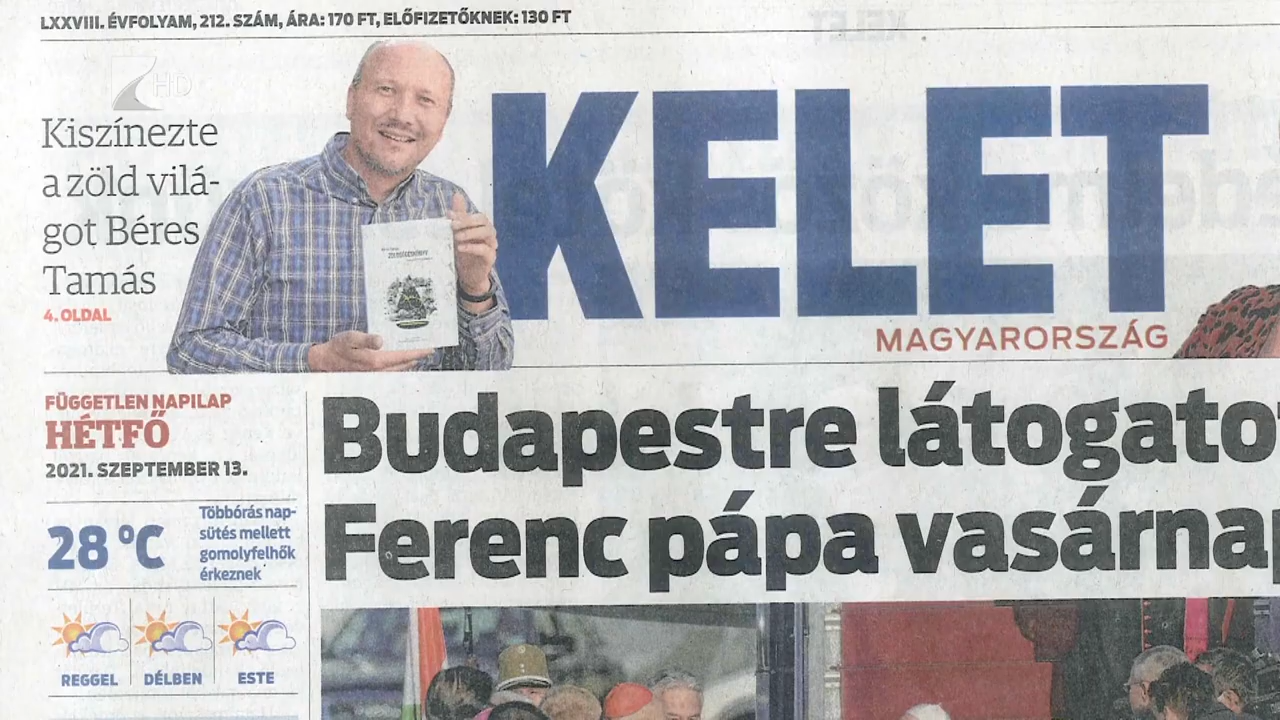 LXXVIII. ÉVFOLYAM, 212. SZÁM, ÁRA: 170 FT, ELŐFIZETŐKNEK: 130 FT
7 HD
Kiszínezte
a zöld vilá-
got Béres
Tamás
4. OLDAL
KELET
MAGYARORSZÁG
FÜGGETLEN NAPILAP
HÉTFŐ
2021. SZEPTEMBER 13.
28 °C
Többórás nap-
sütés mellett
gomolyfelhők
érkeznek
REGGEL DÉLBEN ESTE
Budapestre látogato
Ferenc pápa vasárnap